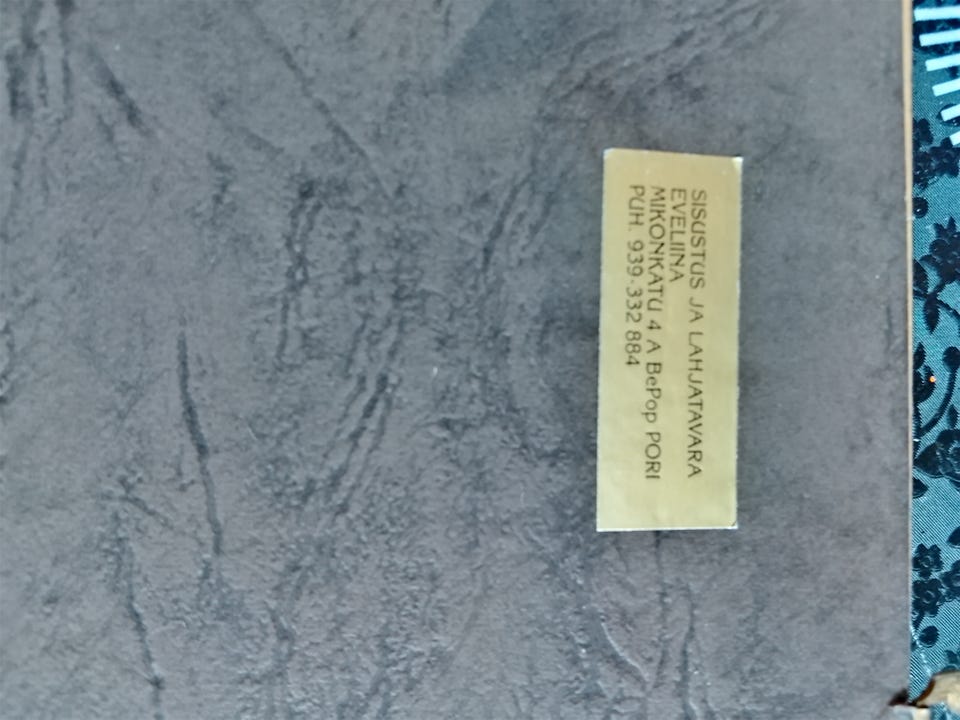 SISUSTUS JA LAHJATAVARA
EVELIINA
MIKONKATU 4 A BePop PORI
PUH. 939-332 884